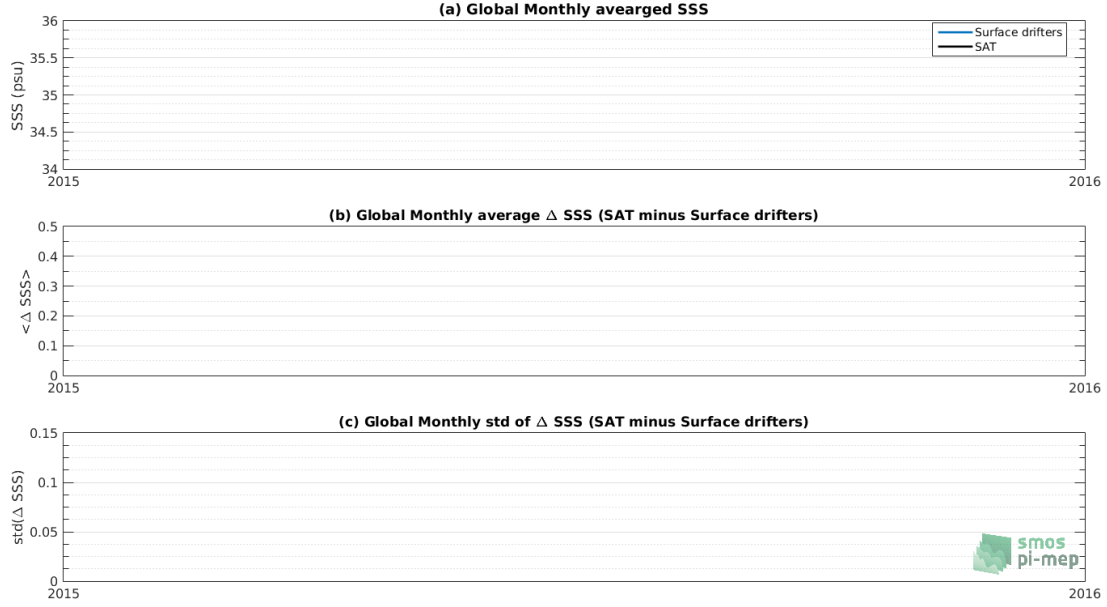 (a) Global Monthly avearged SSS
SSS (psu)
36
35.5
35
34.5
34
Surface drifters
SAT
2015
2016
(b) Global Monthly average Δ SSS (SAT minus Surface drifters)
<Δ SSS>
0.5
0.4
0.3
0.2
0.1
0
2015
2016
(c) Global Monthly std of Δ SSS (SAT minus Surface drifters)
std(Δ SSS)
0.15
0.1
0.05
0
smos
pi-mep
2015
2016